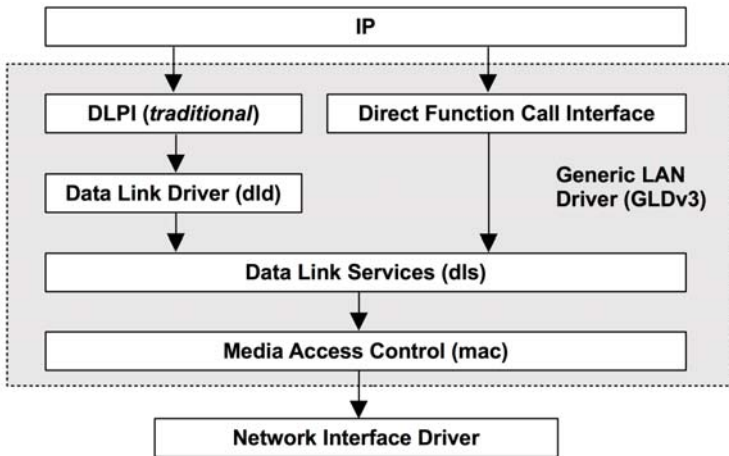 IP
DLPI (traditional)
Direct Function Call Interface
Generic LAN
Driver (GLDv3)
Data Link Driver (dld)
Data Link Services (dls)
Media Access Control (mac)
Network Interface Driver